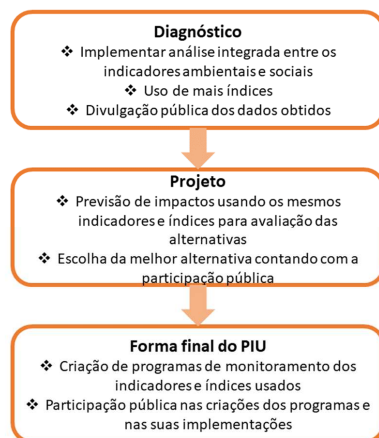 Diagnóstico
❖ Implementar análise integrada entre os
indicadores ambientais e sociais
❖ Uso de mais índices
❖ Divulgação pública dos dados obtidos
Projeto
❖ Previsão de impactos usando os mesmos
indicadores e índices para avaliação das
alternativas
❖ Escolha da melhor alternativa contando com a
participação pública
Forma final do PIU
❖ Criação de programas de monitoramento dos
indicadores e índices usados
❖ Participação pública nas criações dos programas e
nas suas implementações